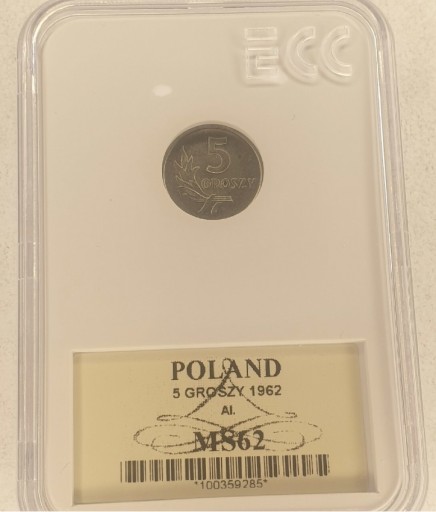 ECC
5
GROSZY
POLAND
5 GROSZY 1962
Al.
MS62
*100359285*